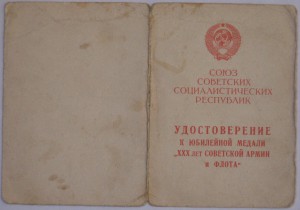 СОЮЗ
СОВЕТСКИХ
СОЦИАЛИСТИЧЕСКИХ
РЕСПУБЛИК
УДОСТОВЕРЕНИЕ
К ЮБИЛЕЙНОЙ МЕДАЛИ
„XXX лет СОВЕТСКОЙ АРМИИ
и ФЛОТА“